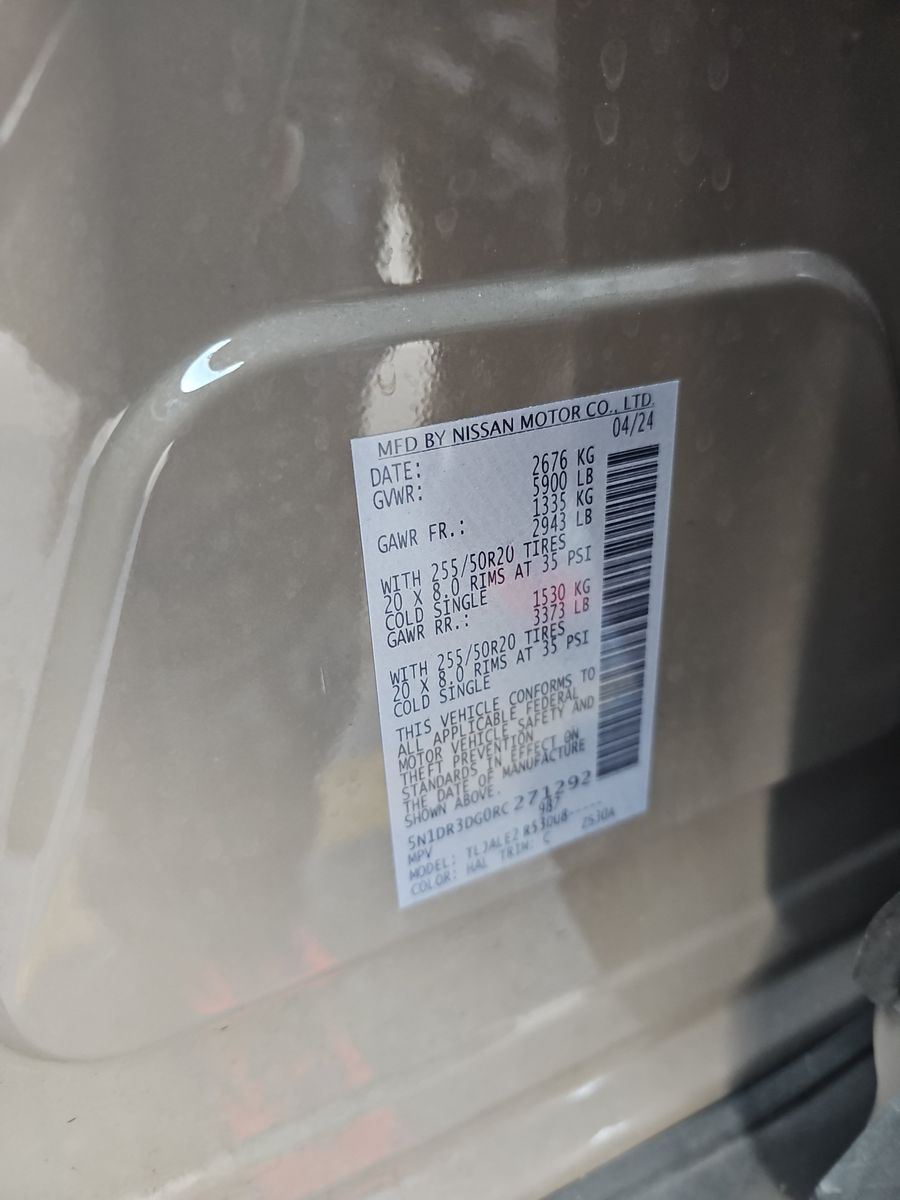 MFD BY NISSAN MOTOR CO., LTD.
DATE: 04/24
GVWR: 2676 KG
5900 LB
GAWR FR.: 1335 KG
2943 LB
WITH 255/50R20 TIRES
20 X 8.0 RIMS AT 35 PSI
COLD SINGLE
GAWR RR.: 1530 KG
3373 LB
WITH 255/50R20 TIRES
20 X 8.0 RIMS AT 35 PSI
COLD SINGLE
THIS VEHICLE CONFORMS TO
ALL APPLICABLE FEDERAL
MOTOR VEHICLE SAFETY AND
THEFT PREVENTION
STANDARDS IN EFFECT ON
THE DATE OF MANUFACTURE
SHOWN ABOVE.
5N1DR3DG0RC271292
MPV 987
MODEL:
COLOR: HAL TRIM: G